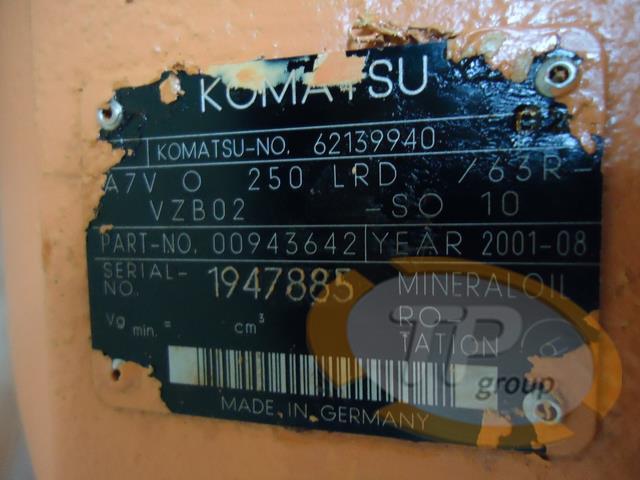 KOMATSU
KOMATSU-NO. 62139940
A7V O 250 LRD /63R-
VZB02 -SO 10
PART-NO. 00943642 YEAR 2001-08
SERIAL-NO. 1947885 MINERALOIL
Vg min. = cm³ RO-
TATION
MADE IN GERMANY
TP group